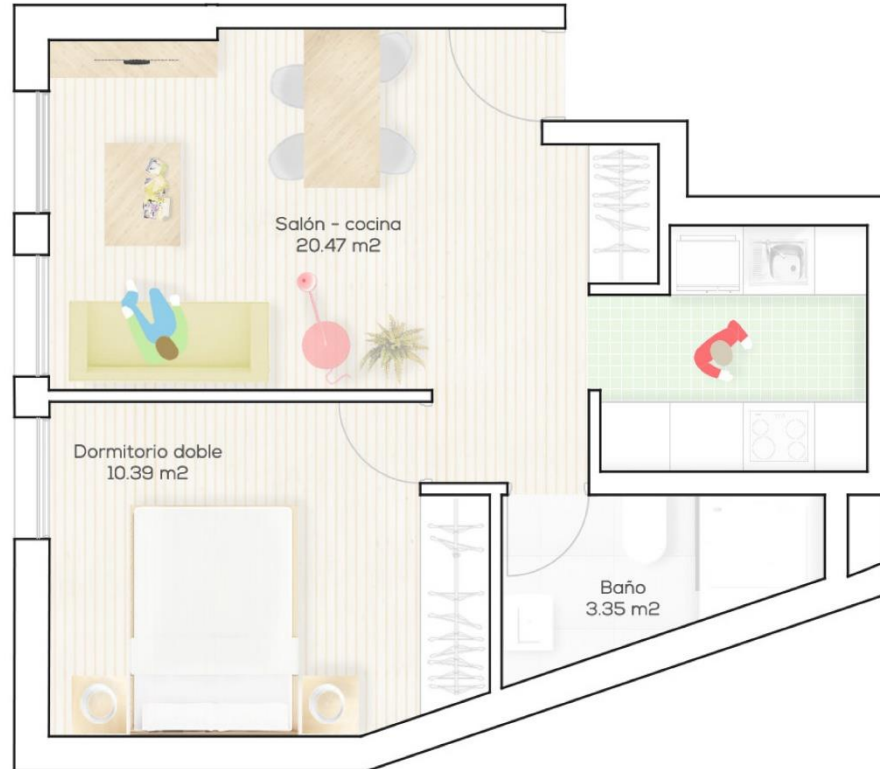 Salón - cocina
20.47 m2
Dormitorio doble
10.39 m2
Baño
3.35 m2